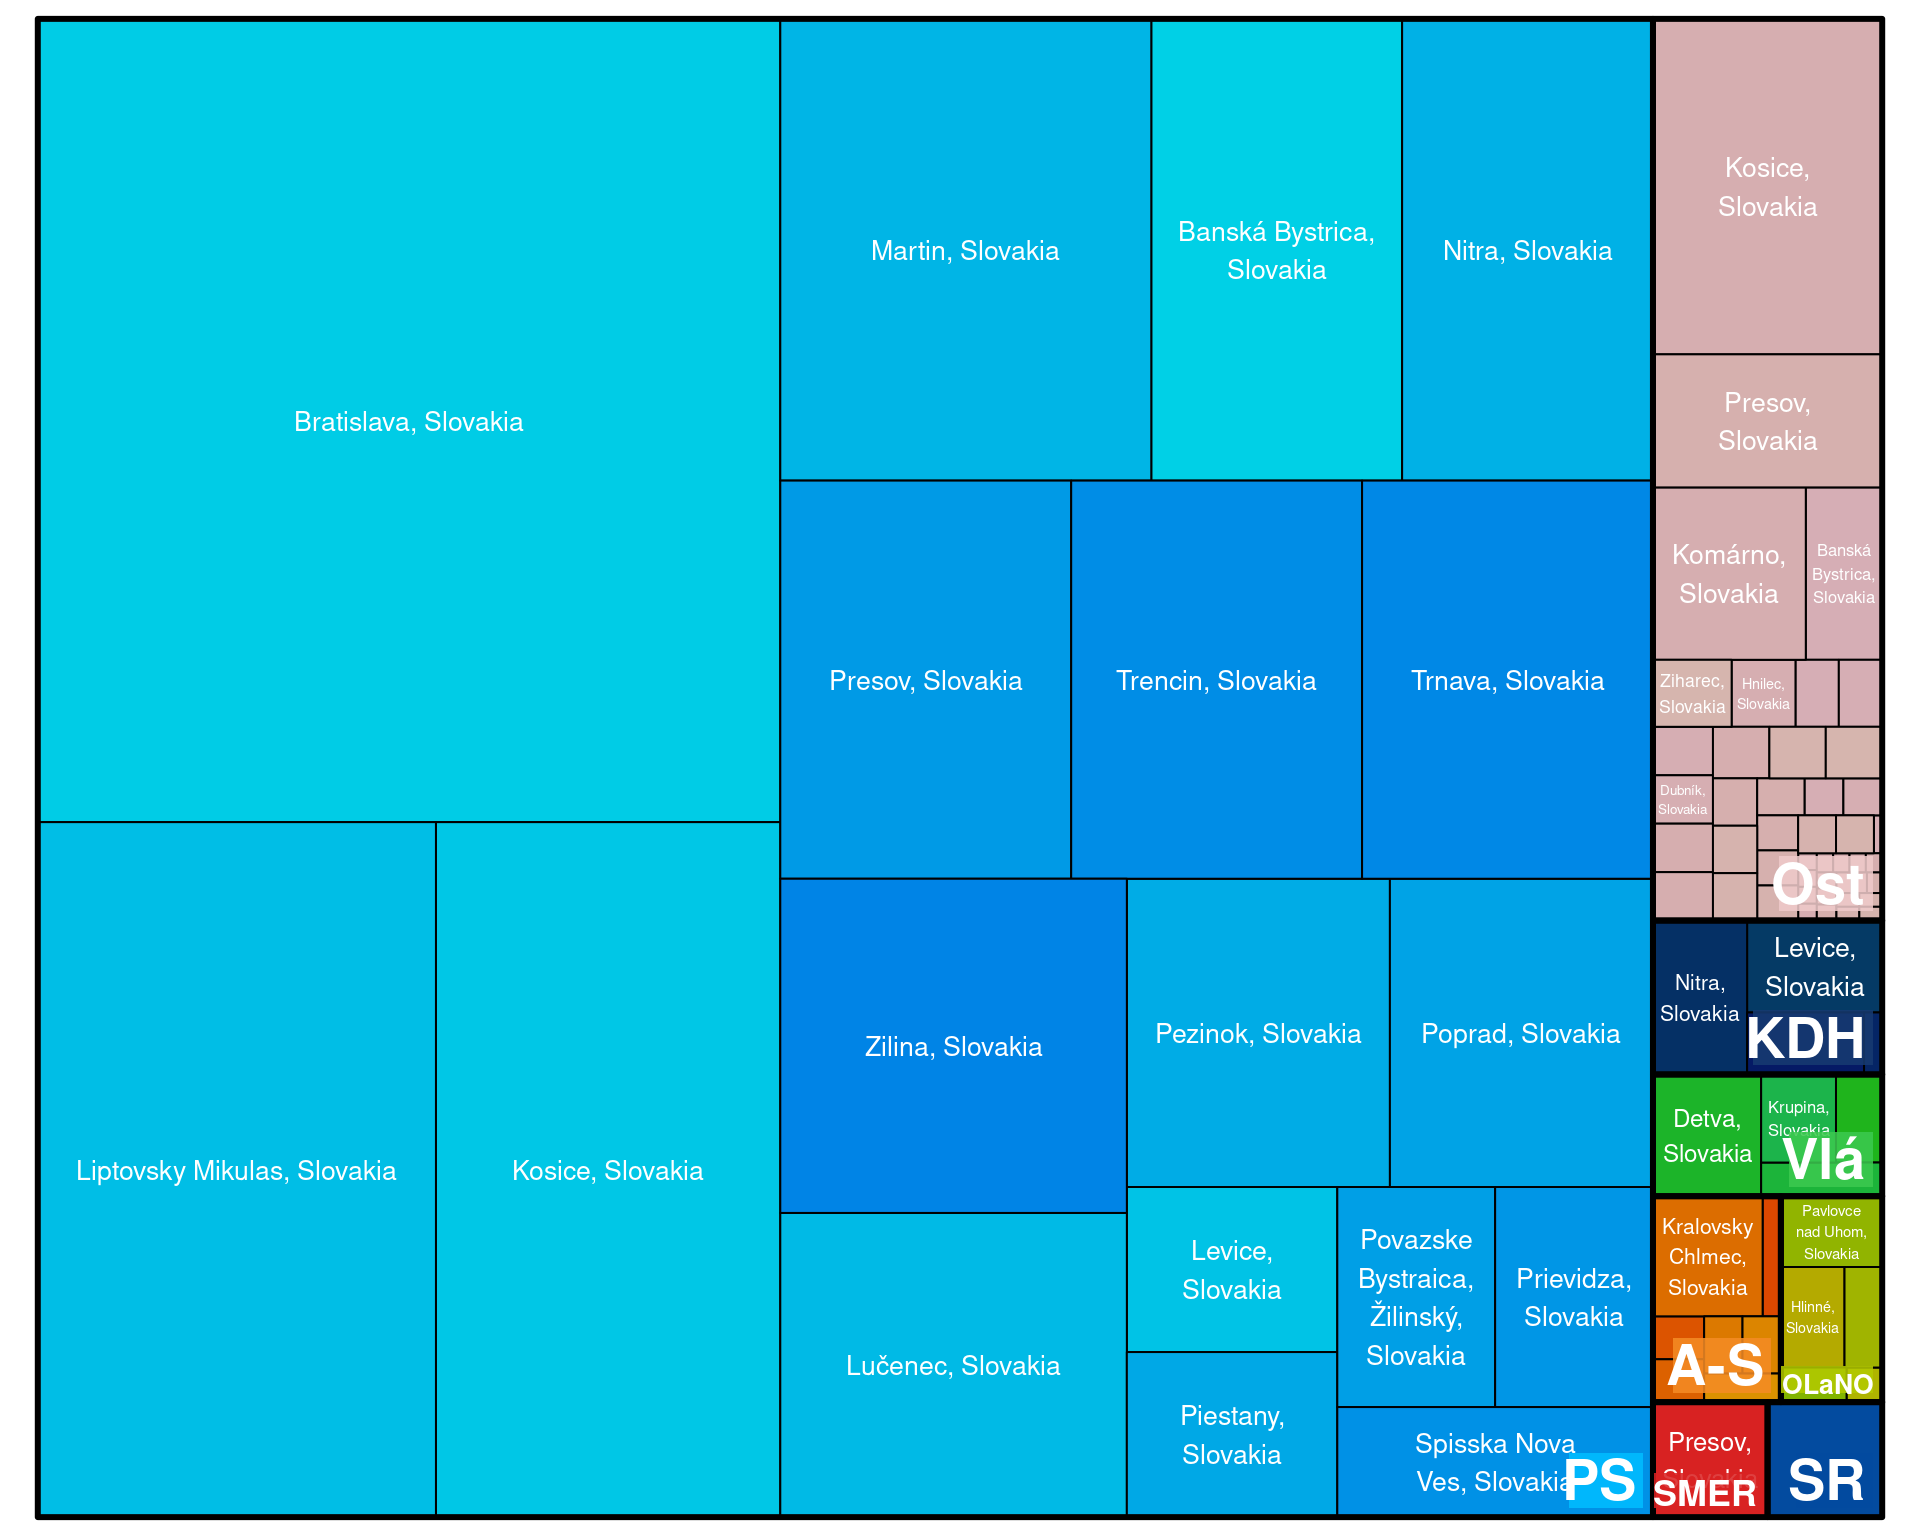 Bratislava, Slovakia
Martin, Slovakia
Banská Bystrica,
Slovakia
Nitra, Slovakia
Presov, Slovakia
Trencin, Slovakia
Trnava, Slovakia
Liptovsky Mikulas, Slovakia
Kosice, Slovakia
Zilina, Slovakia
Pezinok, Slovakia
Poprad, Slovakia
Lučenec, Slovakia
Levice,
Slovakia
Piestany,
Slovakia
Povazske
Bystraica,
Žilinský,
Slovakia
Prievidza,
Slovakia
Spisska Nova
Ves, Slovakia
PS
Kosice,
Slovakia
Presov,
Slovakia
Komárno,
Slovakia
Banská
Bystrica,
Slovakia
Ziharec,
Slovakia
Hnilec,
Slovakia
Dubník,
Slovakia
Ost
Nitra,
Slovakia
Levice,
Slovakia
KDH
Detva,
Slovakia
Krupina,
Slovakia
Vlá
Kralovsky
Chlmec,
Slovakia
A-S
Pavlovce
nad Uhom,
Slovakia
Hlinné,
Slovakia
OLaNO
Presov,
Slovakia
SMER
SR